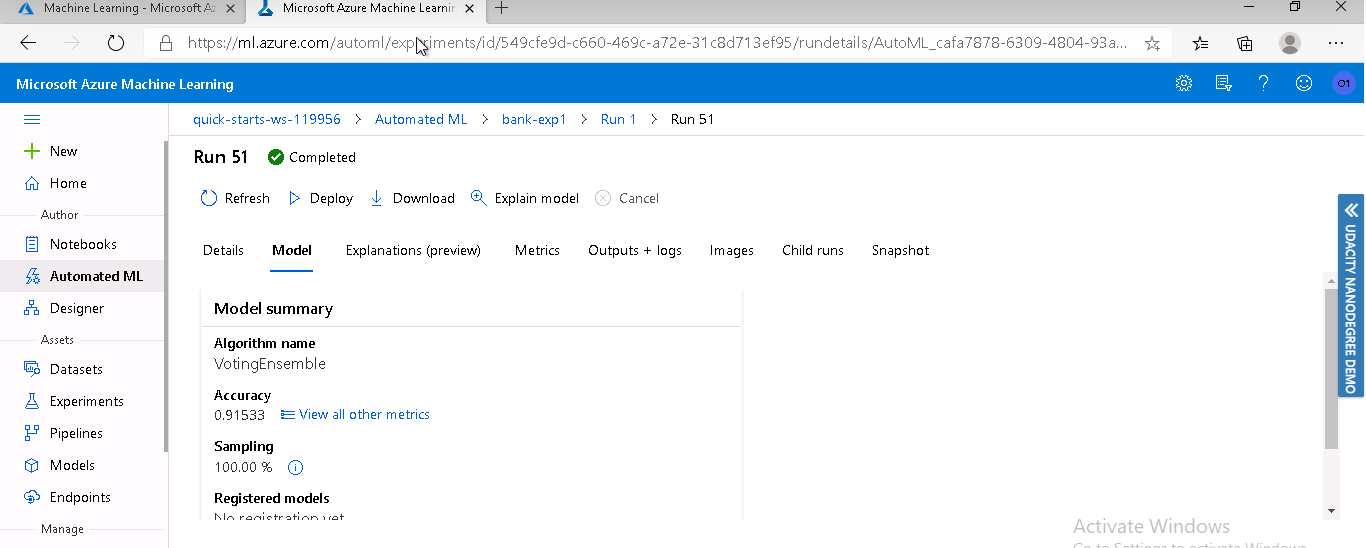 Machine Learning - Microsoft Az
Microsoft Azure Machine Learnin
https://ml.azure.com/automl/experiments/id/549cfe9d-c660-469c-a72e-31c8d713ef95/rundetails/AutoML_cafa7878-6309-4804-93a...
Microsoft Azure Machine Learning
01
quick-starts-ws-119956 > Automated ML > bank-exp1 > Run 1 > Run 51
New
Home
Author
Notebooks
Automated ML
Designer
Assets
Datasets
Experiments
Pipelines
Models
Endpoints
Manage
Run 51 Completed
Refresh Deploy Download Explain model Cancel
Details Model Explanations (preview) Metrics Outputs + logs Images Child runs Snapshot
Model summary
Algorithm name
VotingEnsemble
Accuracy
0.91533 View all other metrics
Sampling
100.00 %
Registered models
No registration yet
UDACITY NANODEGREE DEMO
Activate Windows
Go to Settings to activate Windows.